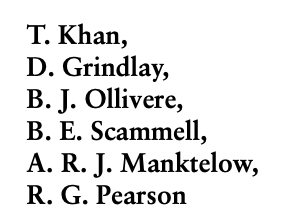 T. Khan,
D. Grindlay,
B. J. Ollivere,
B. E. Scammell,
A. R. J. Manktelow,
R. G. Pearson